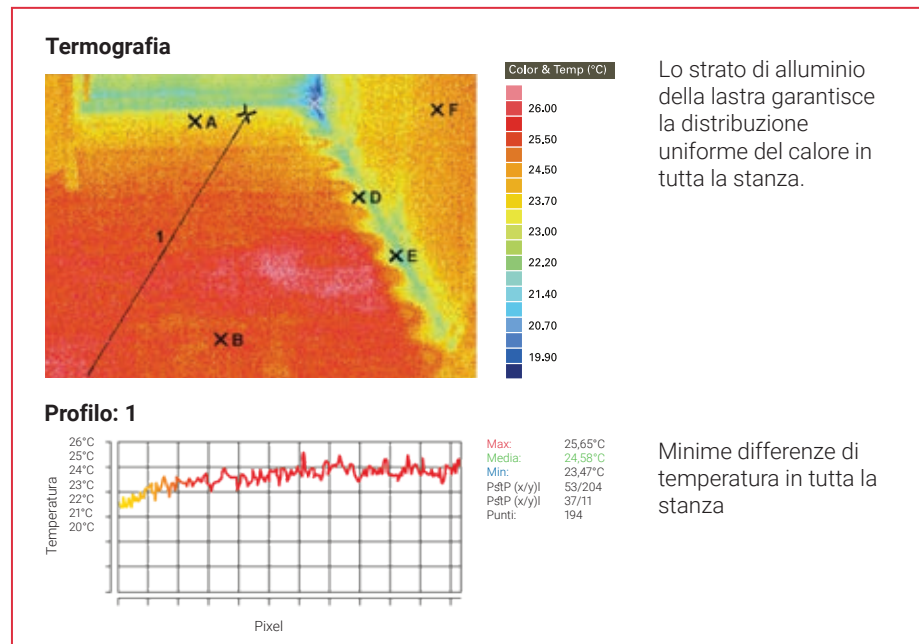 Termografia
A
F
D
1
E
B
Color & Temp (°C)
26.00
25.50
24.50
23.70
23.00
22.20
21.40
20.70
19.90
Lo strato di alluminio
della lastra garantisce
la distribuzione
uniforme del calore in
tutta la stanza.
Profilo: 1
Temperatura
26°C
25°C
24°C
23°C
22°C
21°C
20°C
Pixel
Max: 25,65°C
Media: 24,58°C
Min: 23,47°C
PstP (x/y)l 53/204
PstP (x/y)l 37/11
Punti: 194
Minime differenze di
temperatura in tutta la
stanza